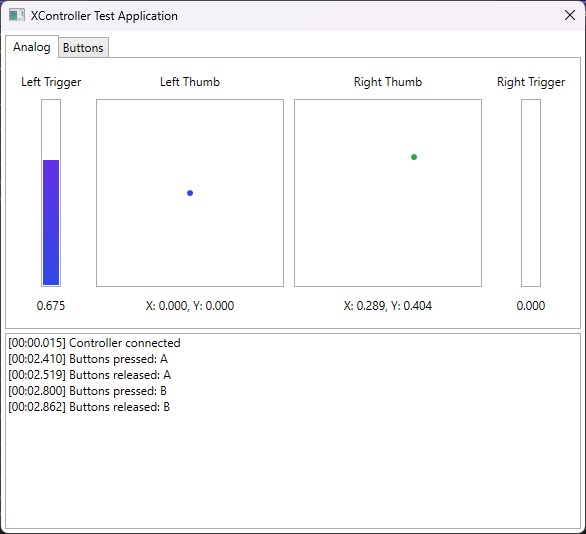 XController Test Application
Analog Buttons
Left Trigger Left Thumb Right Thumb Right Trigger
0.675 X: 0.000, Y: 0.000 X: 0.289, Y: 0.404 0.000
[00:00.015] Controller connected
[00:02.410] Buttons pressed: A
[00:02.519] Buttons released: A
[00:02.800] Buttons pressed: B
[00:02.862] Buttons released: B